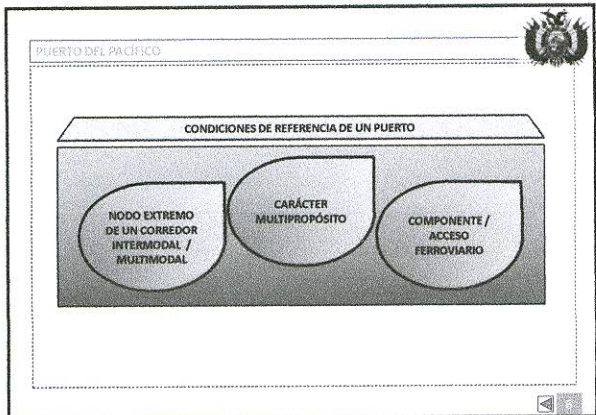 PUERTO DEL PACÍFICO
CONDICIONES DE REFERENCIA DE UN PUERTO
NODO EXTREMO
DE UN CORREDOR
INTERMODAL /
MULTIMODAL
CARÁCTER
MULTIPROPÓSITO
COMPONENTE /
ACCESO
FERROVIARIO